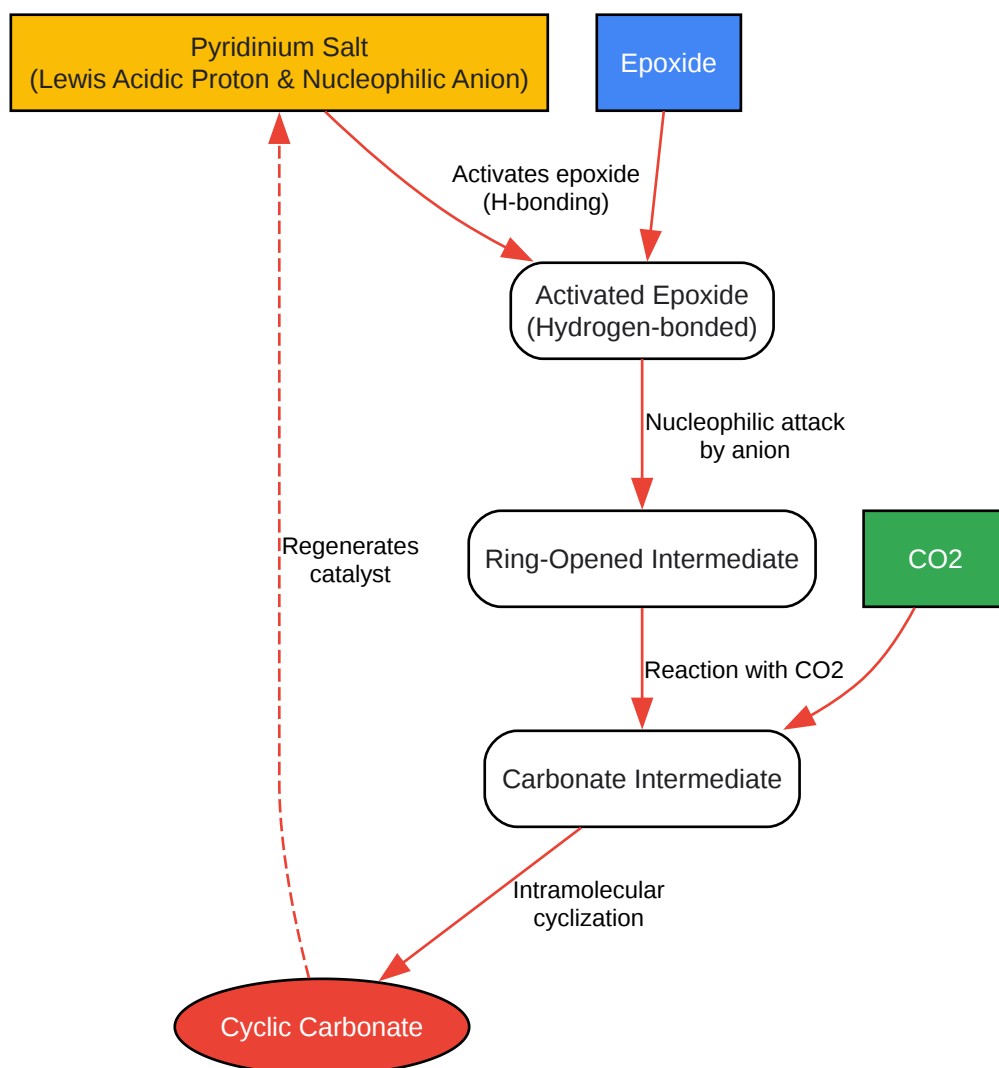 Pyridinium Salt
(Lewis Acidic Proton & Nucleophilic Anion)
Epoxide
Activates epoxide
(H-bonding)
Activated Epoxide
(Hydrogen-bonded)
Nucleophilic attack
by anion
Ring-Opened Intermediate
CO2
Regenerates
catalyst
Reaction with CO2
Carbonate Intermediate
Intramolecular
cyclization
Cyclic Carbonate